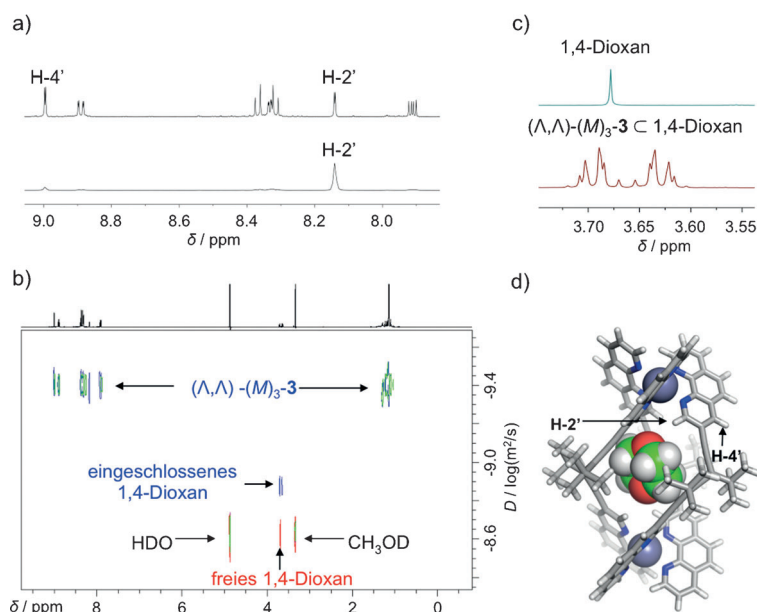 a)
H-4'
H-2'
H-2'
9.0 8.8 8.6 8.4 8.2 8.0
δ / ppm
c)
1,4-Dioxan
(Λ,Λ)-(M)₃-3 ⊂ 1,4-Dioxan
3.70 3.65 3.60 3.55
δ / ppm
b)
(Λ,Λ) -(M)₃-3
eingeschlossenes
1,4-Dioxan
HDO
CH₃OD
freies 1,4-Dioxan
-9.4
-9.0
-8.6
D / log(m²/s)
δ / ppm 8 6 4 2 0
d)
H-2'
H-4'